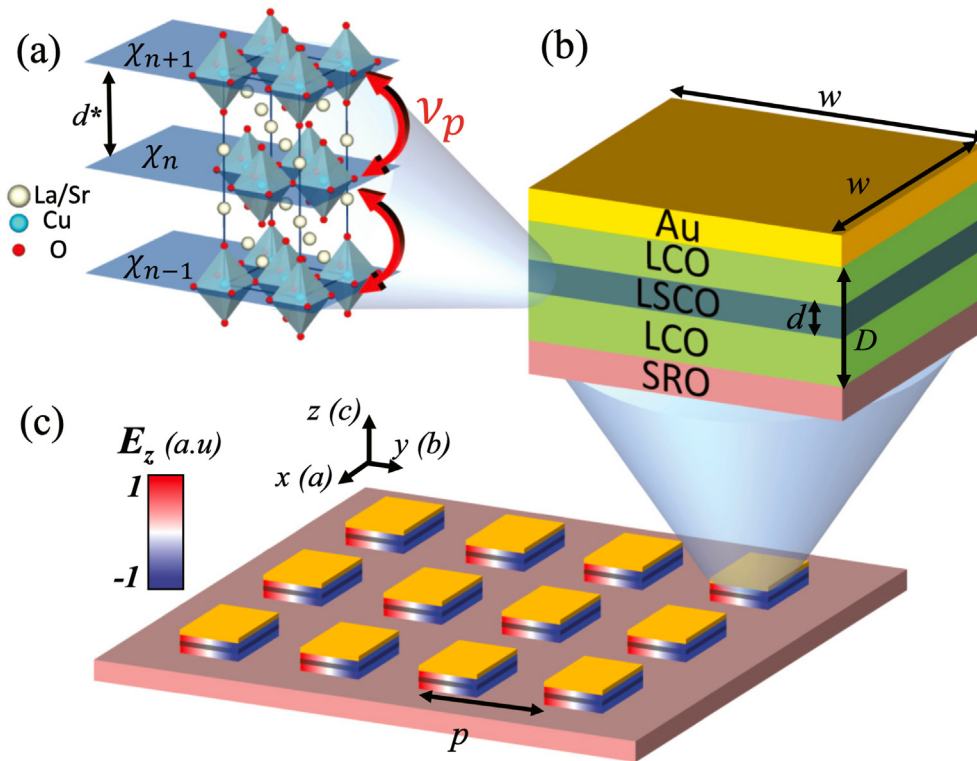 (a)
χn+1
d*
χn
νp
La/Sr
Cu
O
χn−1
(b)
w
w
Au
LCO
LSCO
d
D
LCO
SRO
(c)
Ez (a.u)
1
-1
z (c)
y (b)
x (a)
p